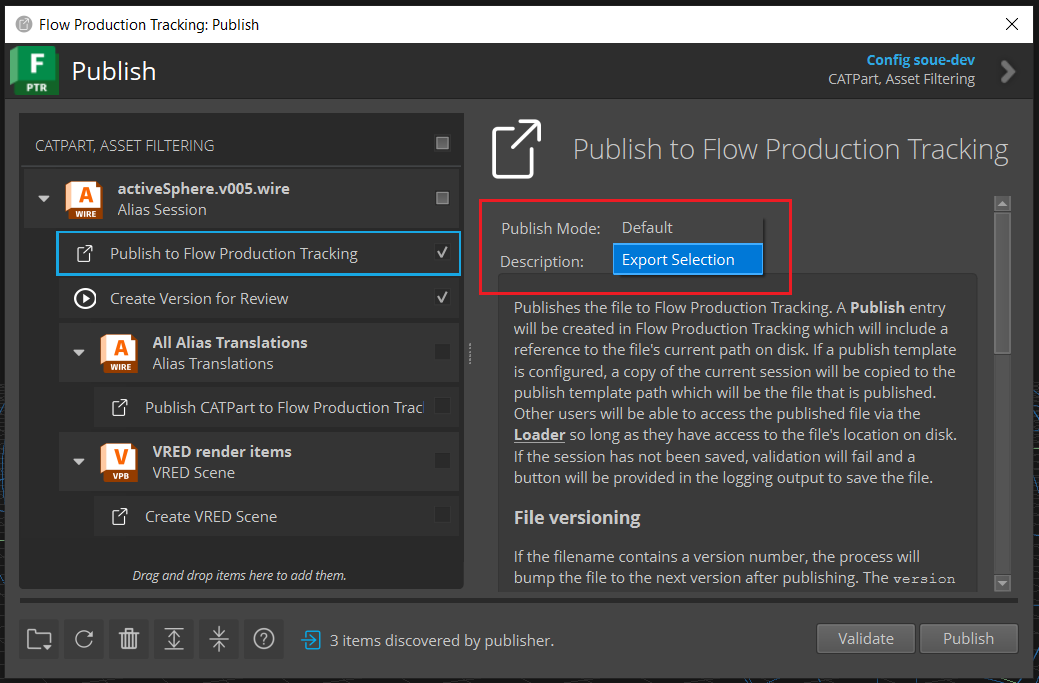 Flow Production Tracking: Publish
F
PTR
Publish
Config soue-dev
CATPart, Asset Filtering
CATPART, ASSET FILTERING
A
WIRE
activeSphere.v005.wire
Alias Session
Publish to Flow Production Tracking
Create Version for Review
A
WIRE
All Alias Translations
Alias Translations
Publish CATPart to Flow Production Trac
V
VPB
VRED render items
VRED Scene
Create VRED Scene
Drag and drop items here to add them.
Publish to Flow Production Tracking
Publish Mode: Default
Description: Export Selection
Publishes the file to Flow Production Tracking. A Publish entry
will be created in Flow Production Tracking which will include a
reference to the file's current path on disk. If a publish template
is configured, a copy of the current session will be copied to the
publish template path which will be the file that is published.
Other users will be able to access the published file via the
Loader so long as they have access to the file's location on disk.
If the session has not been saved, validation will fail and a
button will be provided in the logging output to save the file.
File versioning
If the filename contains a version number, the process will
bump the file to the next version after publishing. The version
3 items discovered by publisher.
Validate
Publish